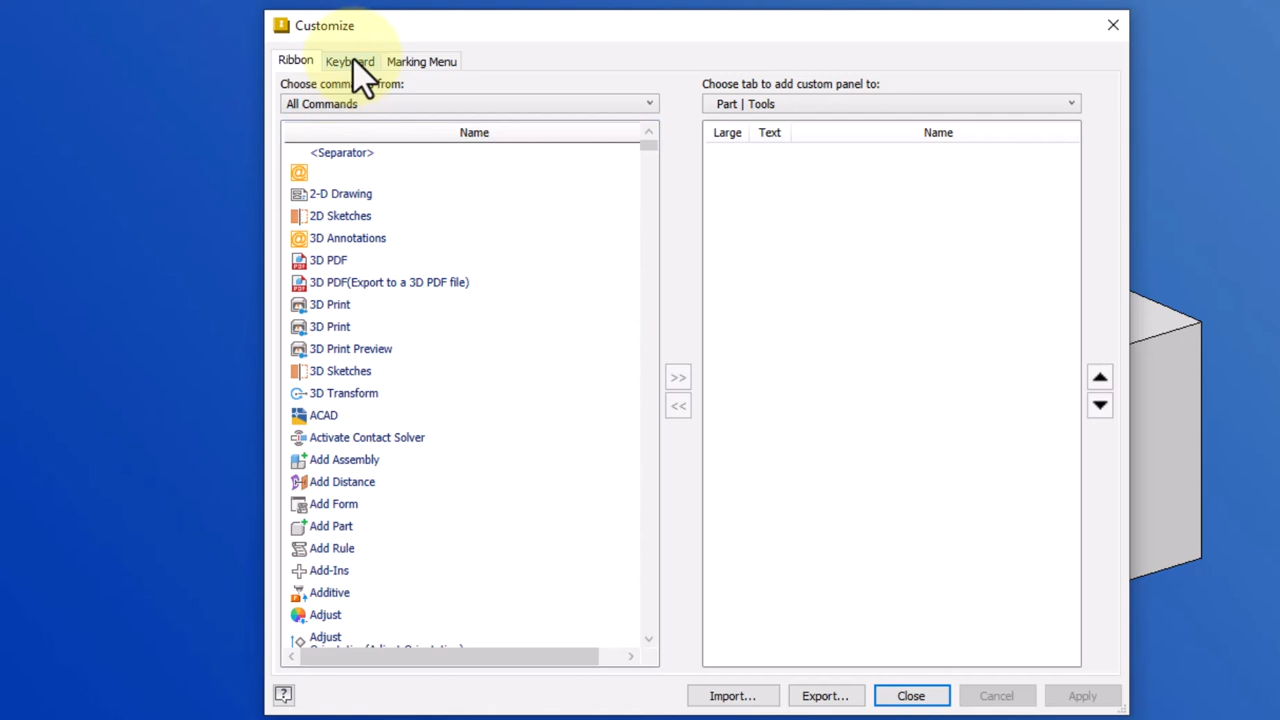 Customize
Ribbon
Keyboard
Marking Menu
from:
All Commands
Name
<Separator>
2-D Drawing
2D Sketches
3D Annotations
3D PDF
3D PDF(Export to a 3D PDF file)
3D Print
3D Print
3D Print Preview
3D Sketches
3D Transform
ACAD
Activate Contact Solver
Add Assembly
Add Distance
Add Form
Add Part
Add Rule
Add-Ins
Additive
Adjust
Adjust
>>
<<
Choose tab to add custom panel to:
Part | Tools
Large Text Name
Import... Export... Close Cancel Apply